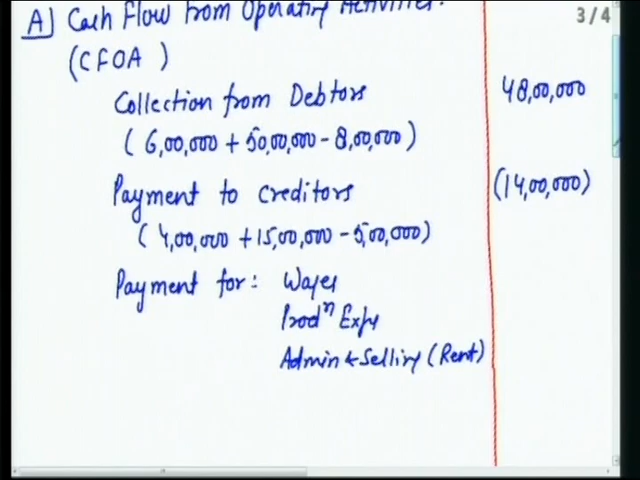 A] Cash Flow from Operating Activities:
3/4
(CFOA )
Collection from Debtors 48,00,000
( 6,00,000 + 50,00,000 - 8,00,000)
Payment to Creditors (14,00,000)
( 4,00,000 + 15,00,000 - 5,00,000)
Payment for: Wages
Prodⁿ Exps
Admin & Selling (Rent)